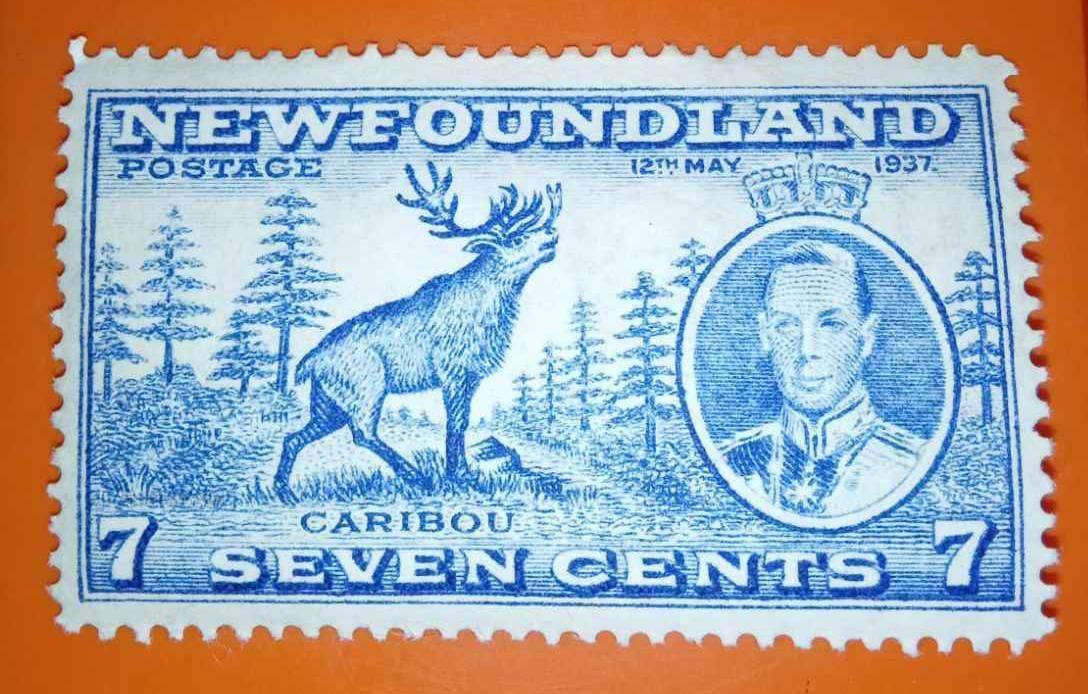 NEWFOUNDLAND
POSTAGE 12TH MAY 1937.
CARIBOU
7 SEVEN CENTS 7